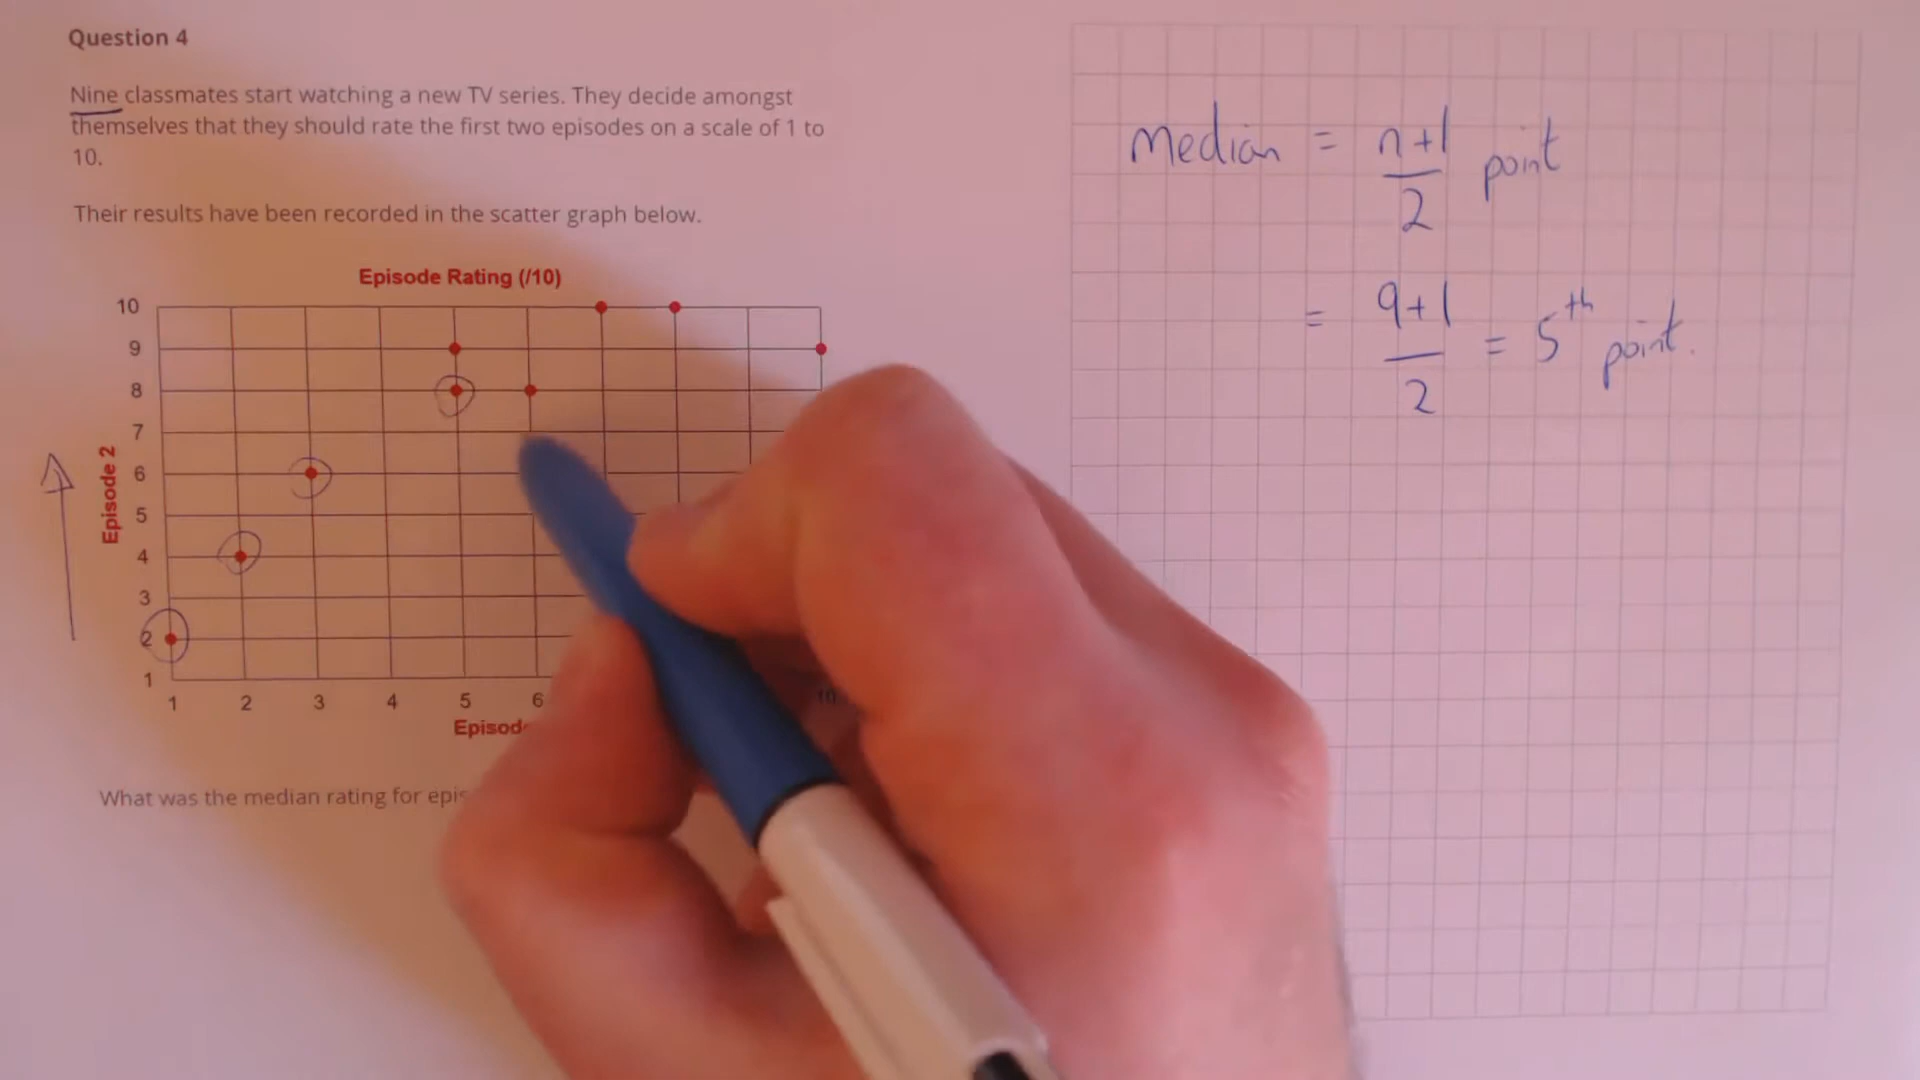 Question 4
Nine classmates start watching a new TV series. They decide amongst
themselves that they should rate the first two episodes on a scale of 1 to
10.
Their results have been recorded in the scatter graph below.
Episode Rating (/10)
10
9
8
7
6
5
4
3
2
1
Episode 2
1 2 3 4 5 6 10
Episod
What was the median rating for epis
Median = n+1/2 point
= 9+1/2 = 5th point.